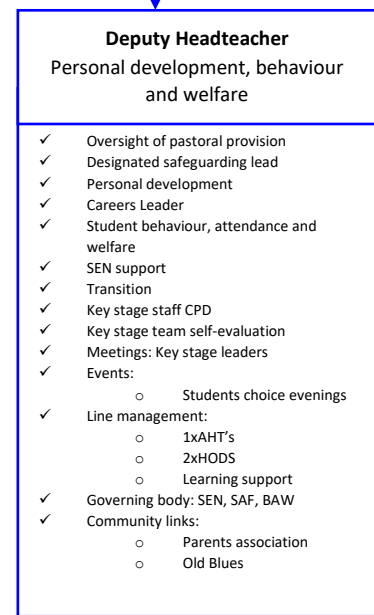 Deputy Headteacher
Personal development, behaviour
and welfare
✓ Oversight of pastoral provision
✓ Designated safeguarding lead
✓ Personal development
✓ Careers Leader
✓ Student behaviour, attendance and
welfare
✓ SEN support
✓ Transition
✓ Key stage staff CPD
✓ Key stage team self-evaluation
✓ Meetings: Key stage leaders
✓ Events:
o Students choice evenings
✓ Line management:
o 1xAHT’s
o 2xHODS
o Learning support
✓ Governing body: SEN, SAF, BAW
✓ Community links:
o Parents association
o Old Blues